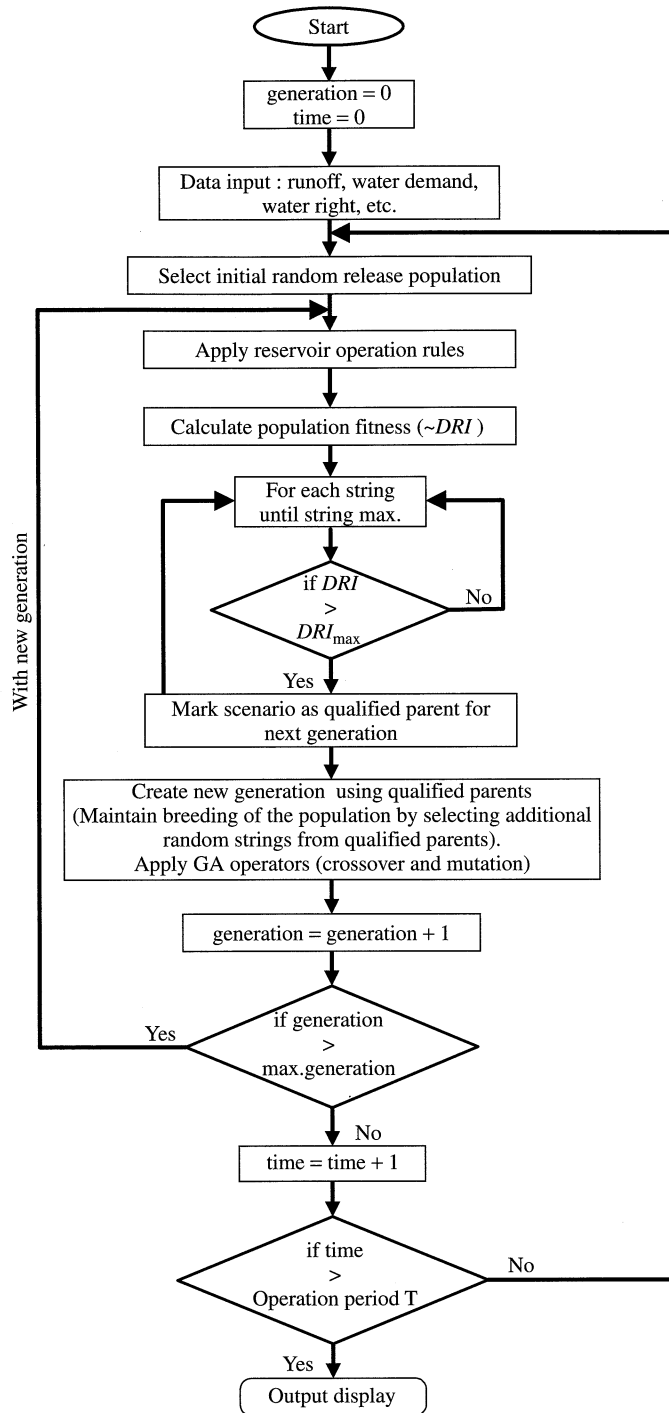 Start
generation = 0
time = 0
Data input : runoff, water demand,
water right, etc.
Select initial random release population
Apply reservoir operation rules
Calculate population fitness (~DRI )
For each string
until string max.
if DRI
>
DRImax
No
Yes
Mark scenario as qualified parent for
next generation
Create new generation using qualified parents
(Maintain breeding of the population by selecting additional
random strings from qualified parents).
Apply GA operators (crossover and mutation)
generation = generation + 1
With new generation
if generation
>
max.generation
Yes
No
time = time + 1
if time
>
Operation period T
No
Yes
Output display